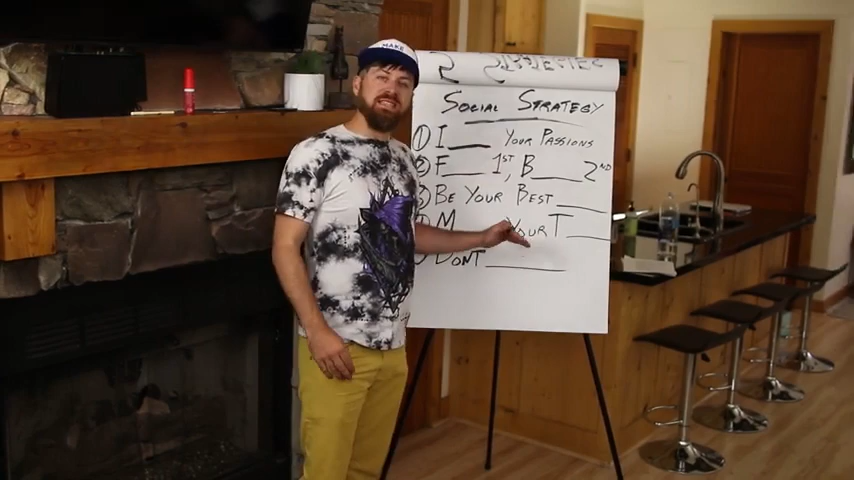 MAKE
Social Strategy
① I___ Your Passions
② F___ 1st, B___ 2nd
③ Be Your Best ___
M___ Your T___
Dont ___